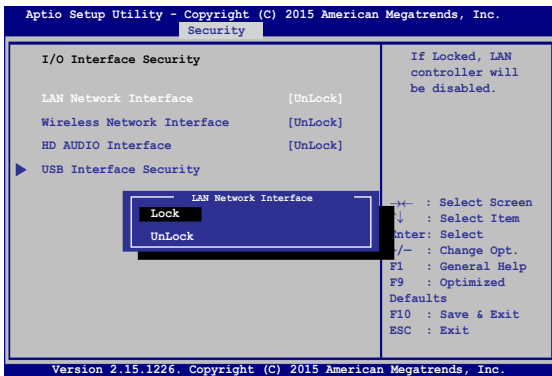 Aptio Setup Utility - Copyright (C) 2015 American Megatrends, Inc.
Security
I/O Interface Security
LAN Network Interface [UnLock]
Wireless Network Interface [UnLock]
HD AUDIO Interface [UnLock]
USB Interface Security
LAN Network Interface
Lock
UnLock
If Locked, LAN
controller will
be disabled.
→← : Select Screen
↑↓ : Select Item
Enter: Select
+/— : Change Opt.
F1 : General Help
F9 : Optimized
Defaults
F10 : Save & Exit
ESC : Exit
Version 2.15.1226. Copyright (C) 2015 American Megatrends, Inc.